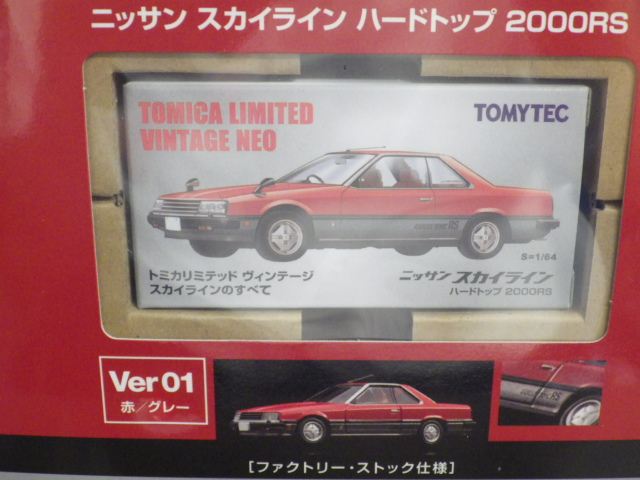 ニッサン スカイライン ハードトップ 2000RS
TOMICA LIMITED
VINTAGE NEO
TOMYTEC
S=1/64
トミカリミテッド ヴィンテージ
スカイラインのすべて
ニッサン スカイライン
ハードトップ 2000RS
Ver 01
赤／グレー
[ファクトリー・ストック仕様]